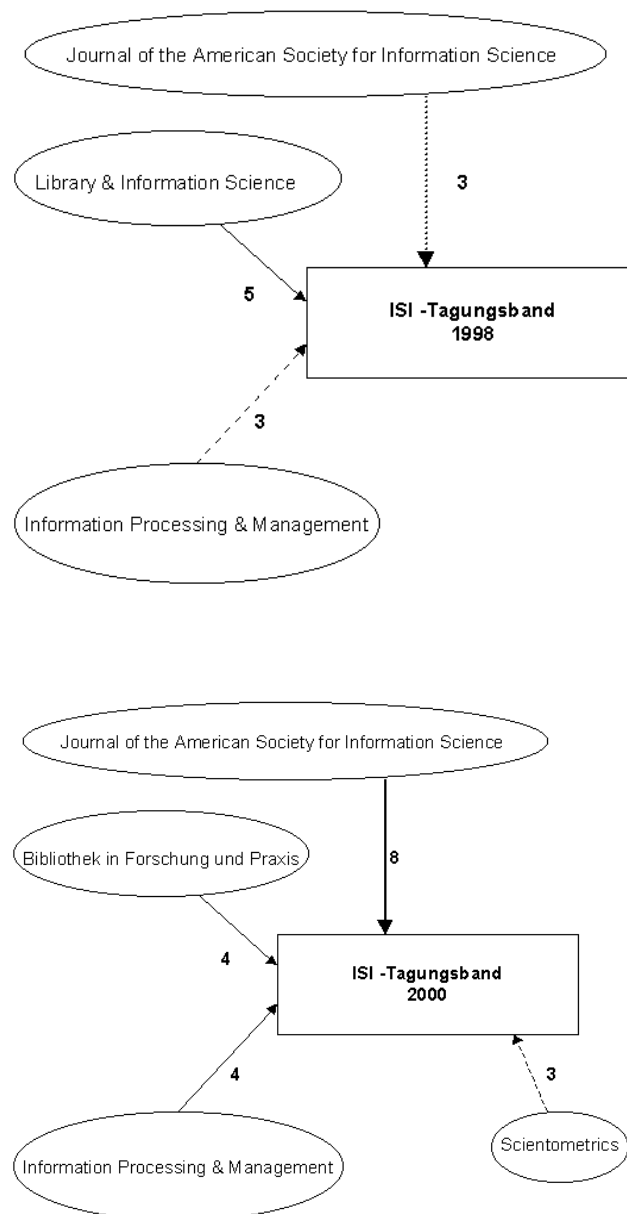 Journal of the American Society for Information Science
Library & Information Science
3
5
ISI -Tagungsband
1998
3
Information Processing & Management
Journal of the American Society for Information Science
Bibliothek in Forschung und Praxis
8
4
ISI -Tagungsband
2000
4
3
Information Processing & Management
Scientometrics